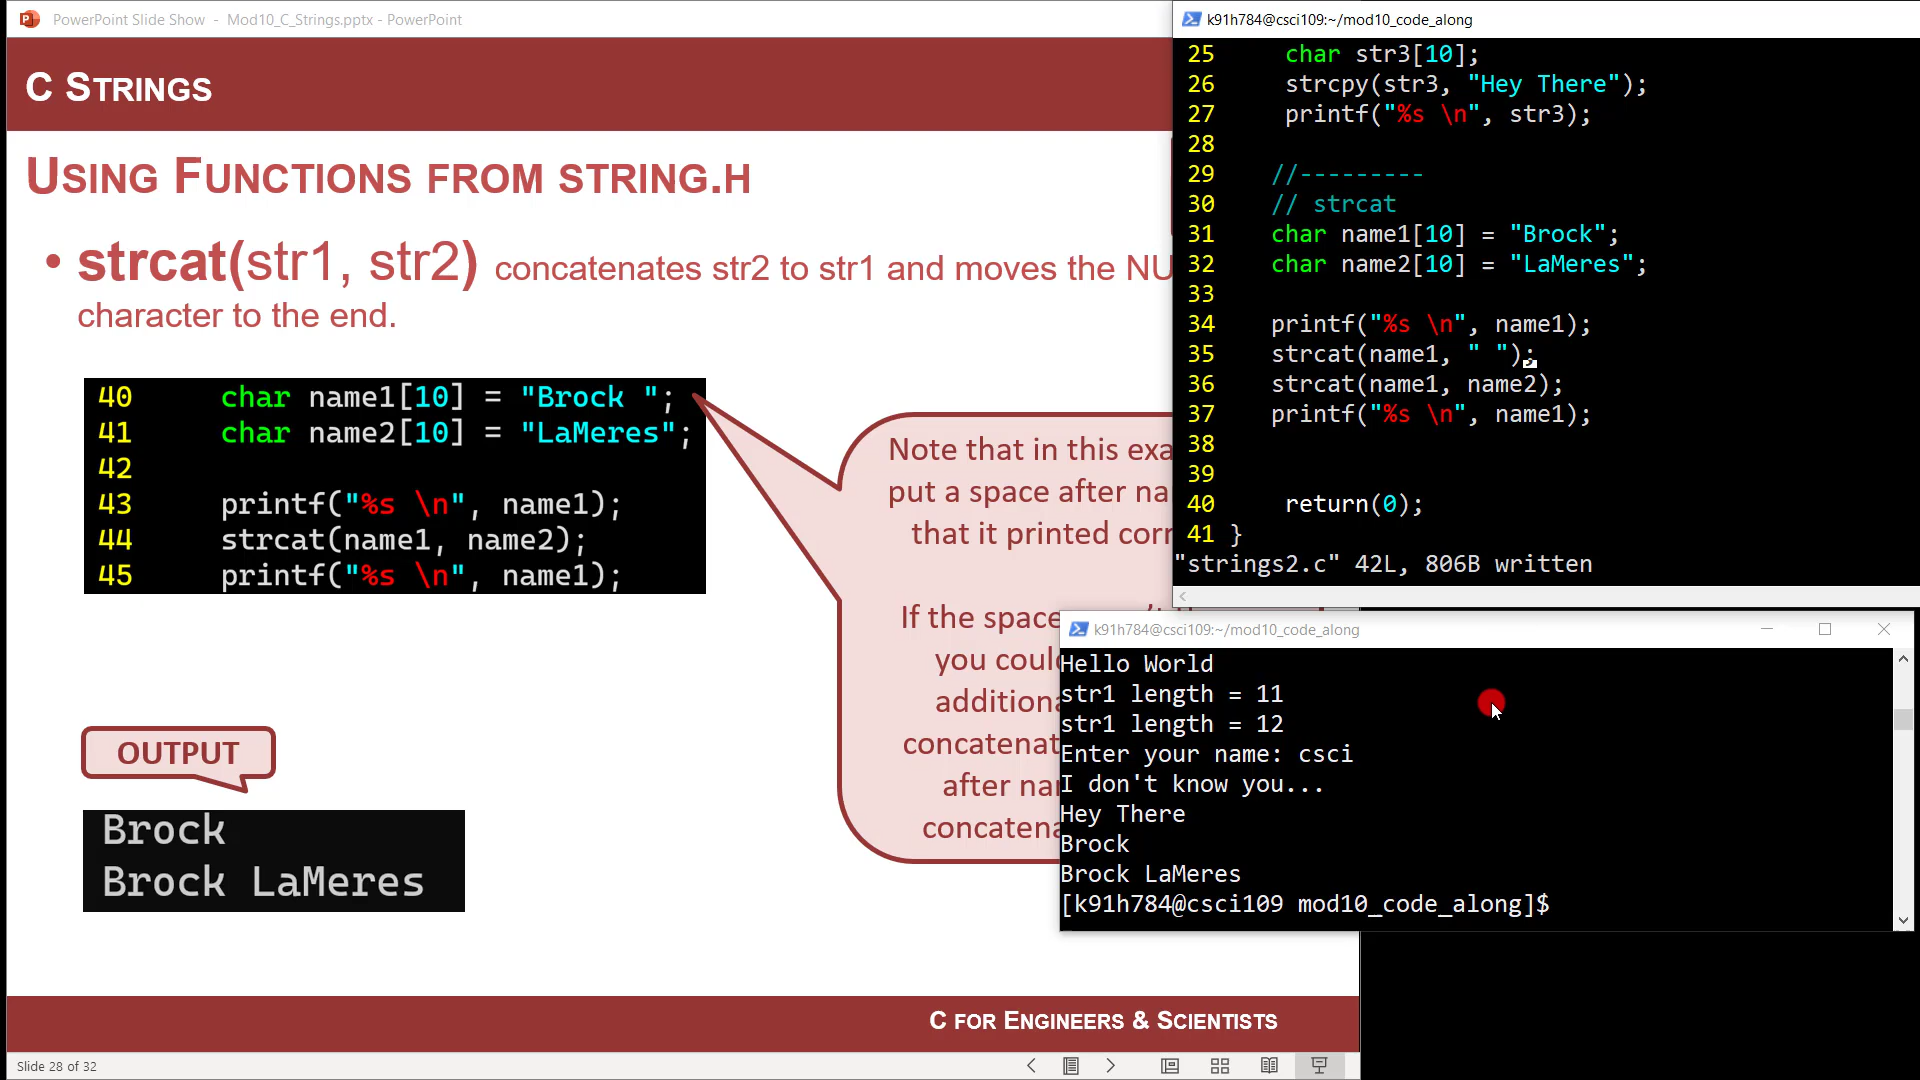 PowerPoint Slide Show - Mod10_C_Strings.pptx - PowerPoint
C STRINGS
USING FUNCTIONS FROM STRING.H
• strcat(str1, str2) concatenates str2 to str1 and moves the NU
character to the end.
40 char name1[10] = "Brock ";
41 char name2[10] = "LaMeres";
42
43 printf("%s \n", name1);
44 strcat(name1, name2);
45 printf("%s \n", name1);
Note that in this exa
put a space after na
that it printed corr
If the space
you coul
additiona
concatenat
after nar
concatena
OUTPUT
Brock
Brock LaMeres
C FOR ENGINEERS & SCIENTISTS
Slide 28 of 32
k91h784@csci109:~/mod10_code_along
25 char str3[10];
26 strcpy(str3, "Hey There");
27 printf("%s \n", str3);
28
29 //---------
30 // strcat
31 char name1[10] = "Brock";
32 char name2[10] = "LaMeres";
33
34 printf("%s \n", name1);
35 strcat(name1, " ");
36 strcat(name1, name2);
37 printf("%s \n", name1);
38
39
40 return(0);
41 }
"strings2.c" 42L, 806B written
k91h784@csci109:~/mod10_code_along
Hello World
str1 length = 11
str1 length = 12
Enter your name: csci
I don't know you...
Hey There
Brock
Brock LaMeres
[k91h784@csci109 mod10_code_along]$